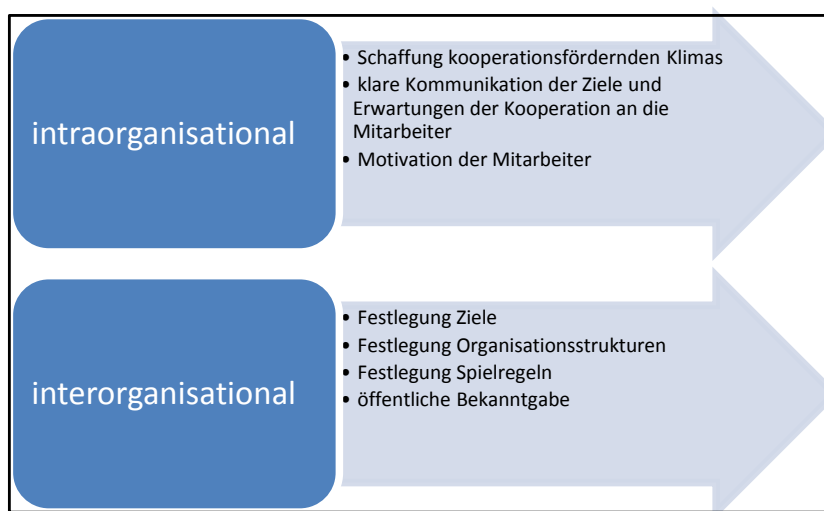 intraorganisational
• Schaffung kooperationsfördernden Klimas
• klare Kommunikation der Ziele und
Erwartungen der Kooperation an die
Mitarbeiter
• Motivation der Mitarbeiter
interorganisational
• Festlegung Ziele
• Festlegung Organisationsstrukturen
• Festlegung Spielregeln
• öffentliche Bekanntgabe